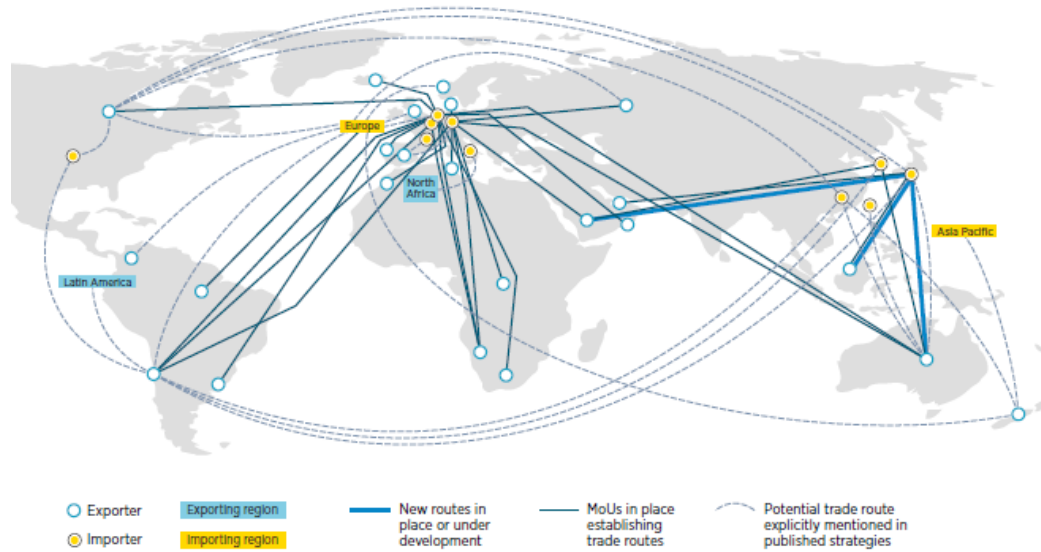 Europe
North
Africa
Asia Pacific
Latin America
Exporter
Exporting region
New routes in
place or under
development
MoUs in place
establishing
trade routes
Potential trade route
explicitly mentioned in
published strategies
Importer
Importing region